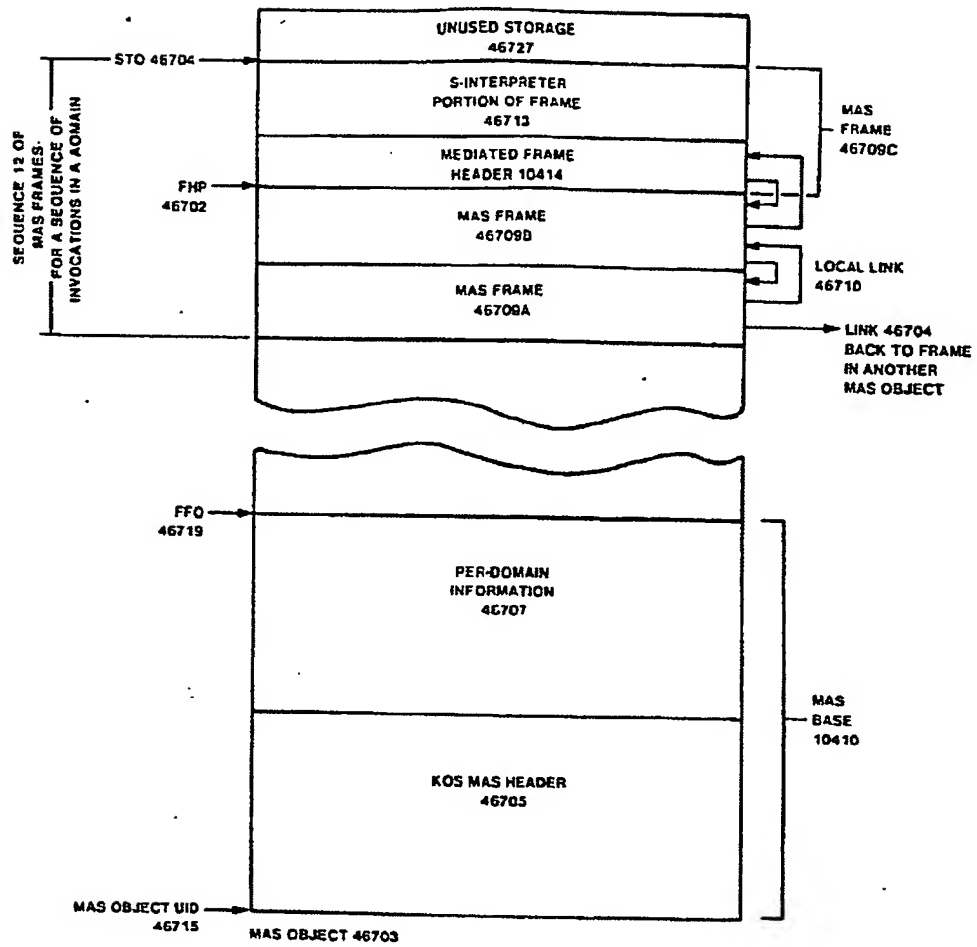 UNUSED STORAGE
46727
STO 46704
S-INTERPRETER
PORTION OF FRAME
46713
MAS
FRAME
46709C
MEDIATED FRAME
HEADER 10414
FHP
46702
MAS FRAME
46709B
SEQUENCE 12 OF
MAS FRAMES-
FOR A SEQUENCE OF
INVOCATIONS IN A AOMAIN
LOCAL LINK
46710
MAS FRAME
46709A
LINK 46704
BACK TO FRAME
IN ANOTHER
MAS OBJECT
FFO
46719
PER-DOMAIN
INFORMATION
46707
MAS
BASE
10410
KOS MAS HEADER
46705
MAS OBJECT UID
46715
MAS OBJECT 46703